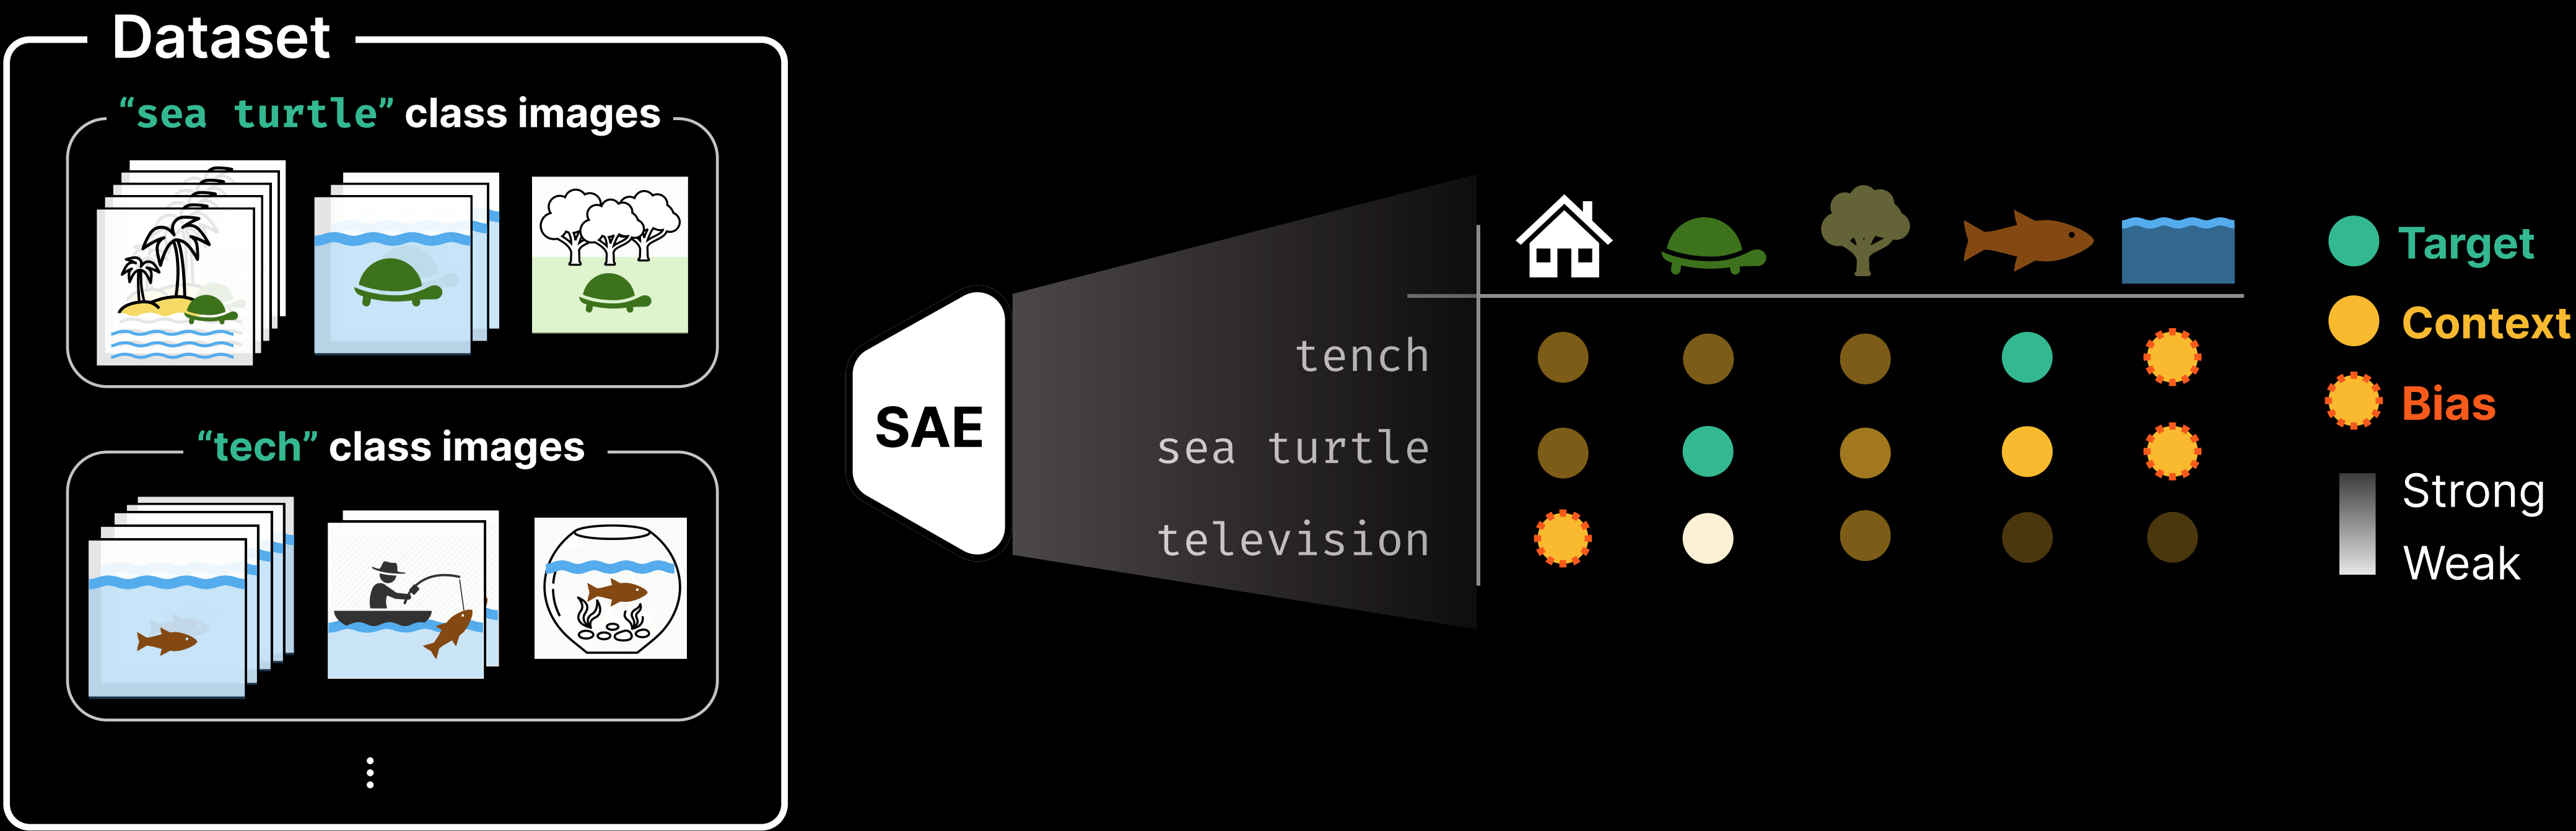 Dataset
“sea turtle” class images
“tech” class images
SAE
tench
sea turtle
television
Target
Context
Bias
Strong
Weak